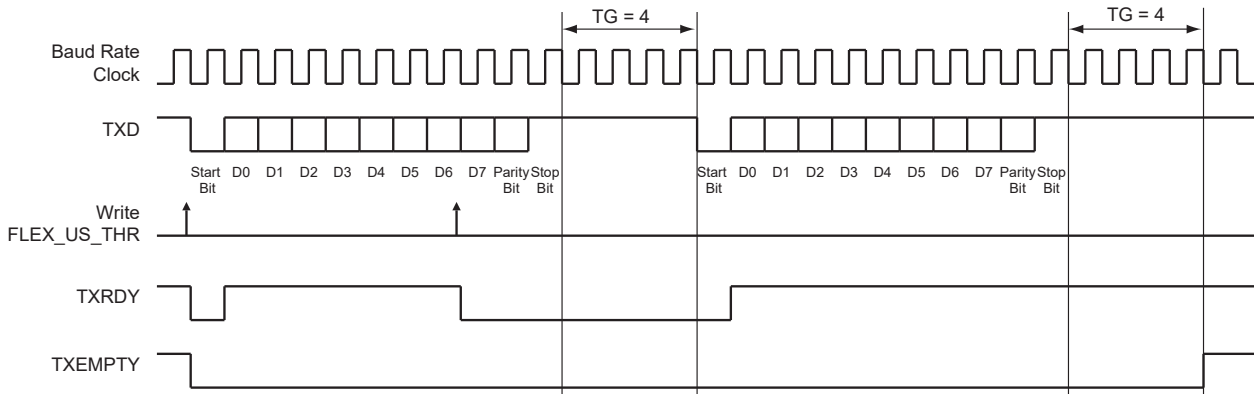 TG = 4
TG = 4
Baud Rate
Clock
TXD
Start D0 D1 D2 D3 D4 D5 D6 D7 Parity Stop
Bit Bit Bit
Start D0 D1 D2 D3 D4 D5 D6 D7 Parity Stop
Bit Bit Bit
Write
FLEX_US_THR
TXRDY
TXEMPTY